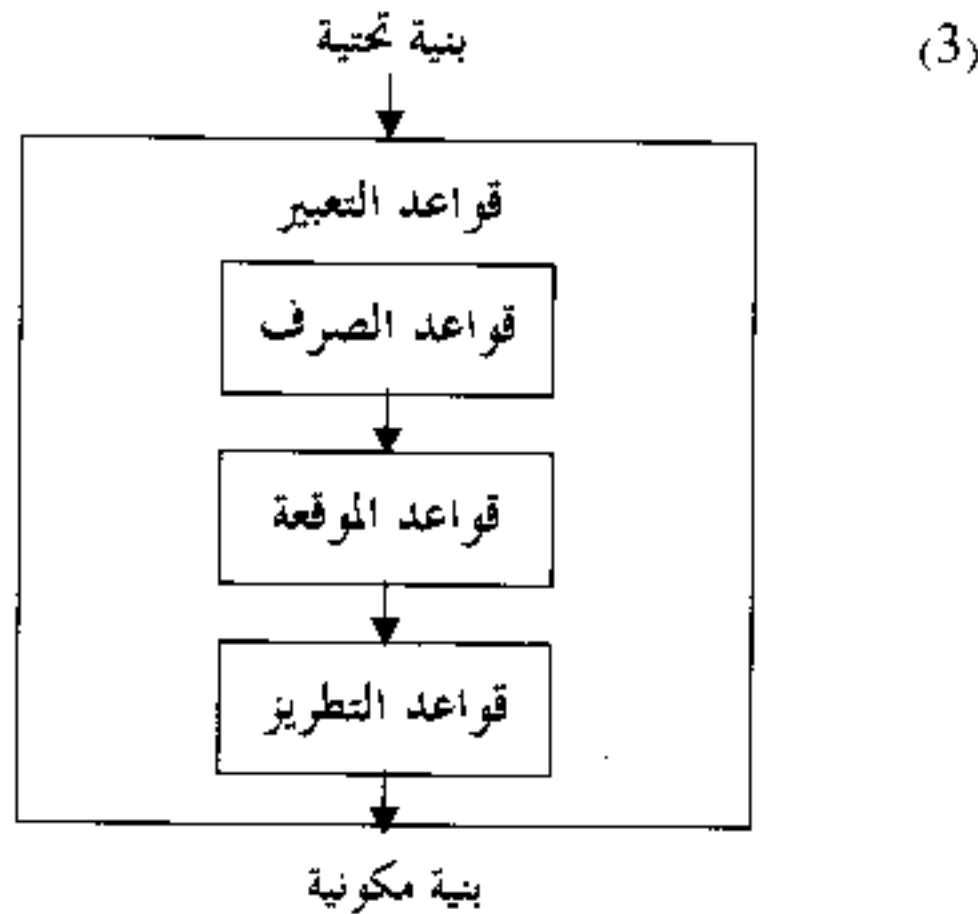 (3)
بنية تحتية
قواعد التعبير
قواعد الصرف
قواعد الموقعة
قواعد التطريز
بنية مكونية